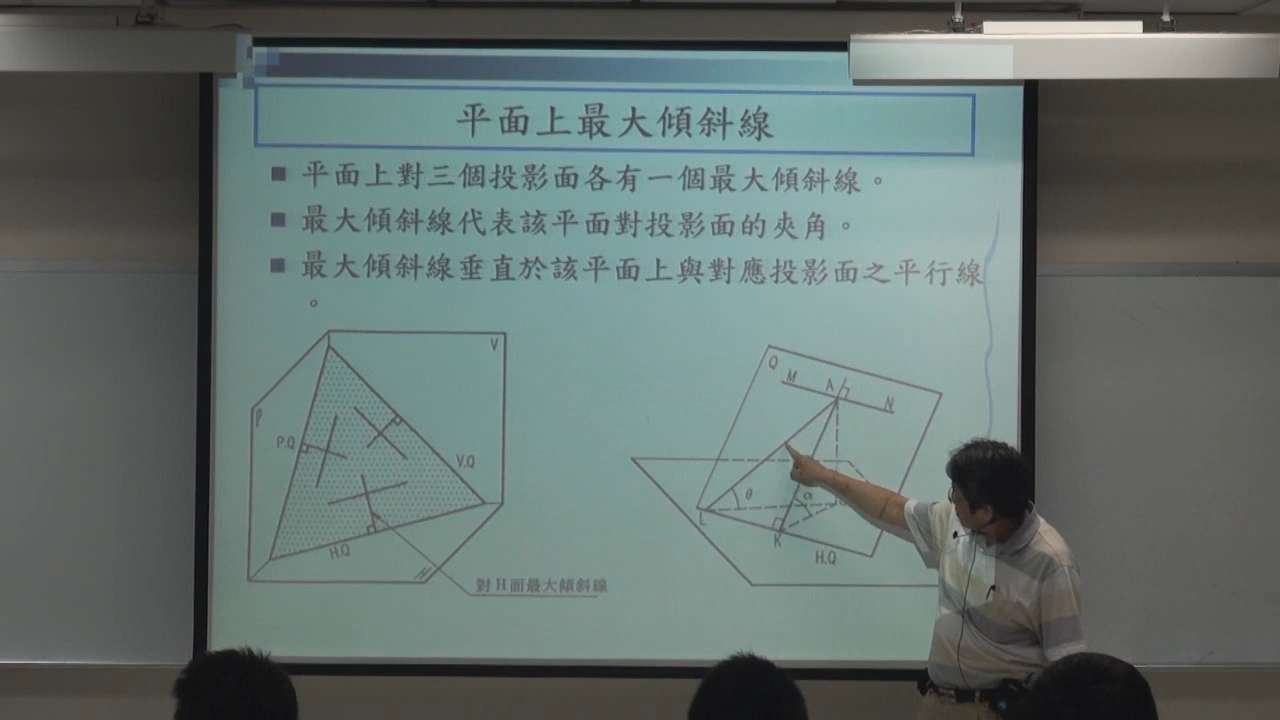 平面上最大傾斜線
■ 平面上對三個投影面各有一個最大傾斜線。
■ 最大傾斜線代表該平面對投影面的夾角。
■ 最大傾斜線垂直於該平面上與對應投影面之平行線
。
V
P
P.Q
V.Q
H.Q
H
對H面最大傾斜線
Q
M
A
N
θ
α
L
K
H.Q